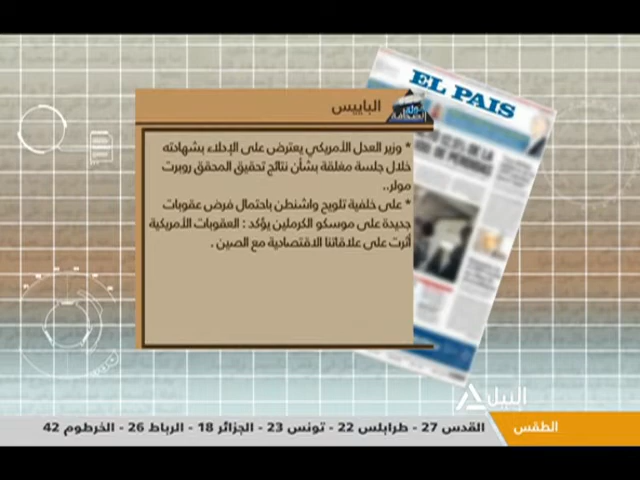 EL PAIS
الباييس
* وزير العدل الأمريكي يعترض على الإدلاء بشهادته
خلال جلسة مغلقة بشأن نتائج تحقيق المحقق روبرت
مولر..
* على خلفية تلويح واشنطن باحتمال فرض عقوبات
جديدة على موسكو الكرملين يؤكد : العقوبات الأمريكية
أثرت على علاقاتنا الاقتصادية مع الصين .
النيل
الطقس
القدس 27 - طرابلس 22 - تونس 23 - الجزائر 18 - الرباط 26 - الخرطوم 42